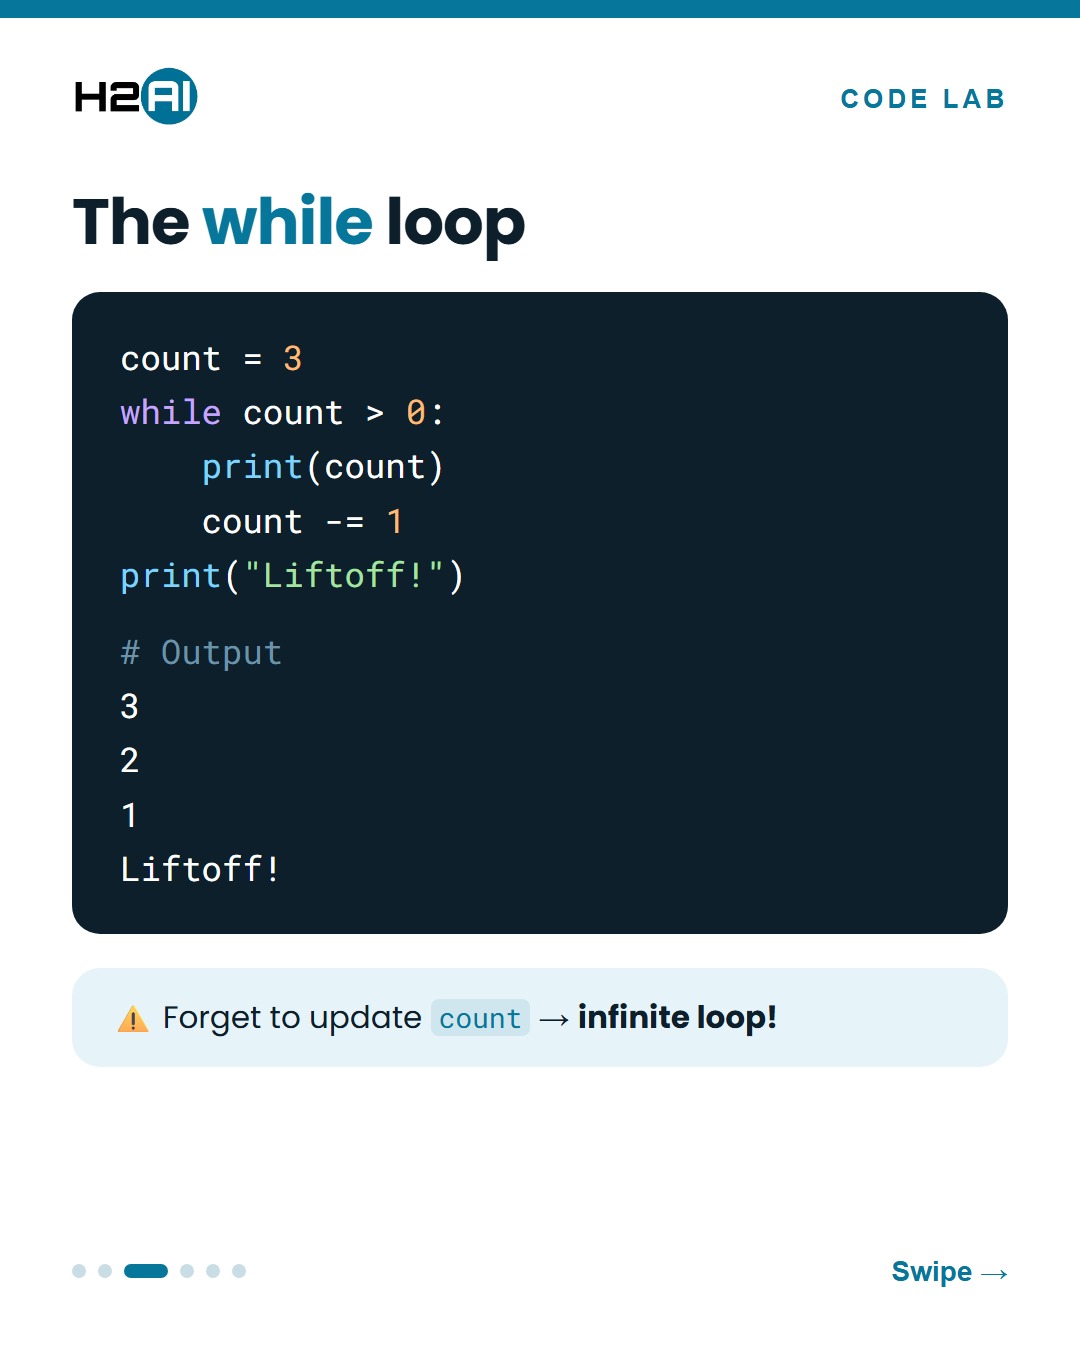 H2AI
CODE LAB
The while loop
count = 3
while count > 0:
    print(count)
    count -= 1
print("Liftoff!")
# Output
3
2
1
Liftoff!
⚠️ Forget to update count → infinite loop!
Swipe →